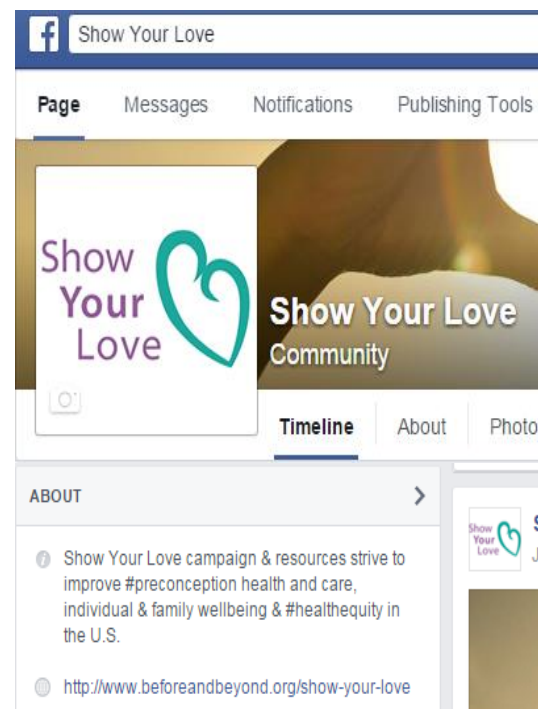 f Show Your Love
Page Messages Notifications Publishing Tools
Show
Your
Love
Show Your Love
Community
Timeline About Photo
ABOUT
Show Your Love campaign & resources strive to
improve #preconception health and care,
individual & family wellbeing & #healthequity in
the U.S.
http://www.beforeandbeyond.org/show-your-love
Show
Your
Love
S
J